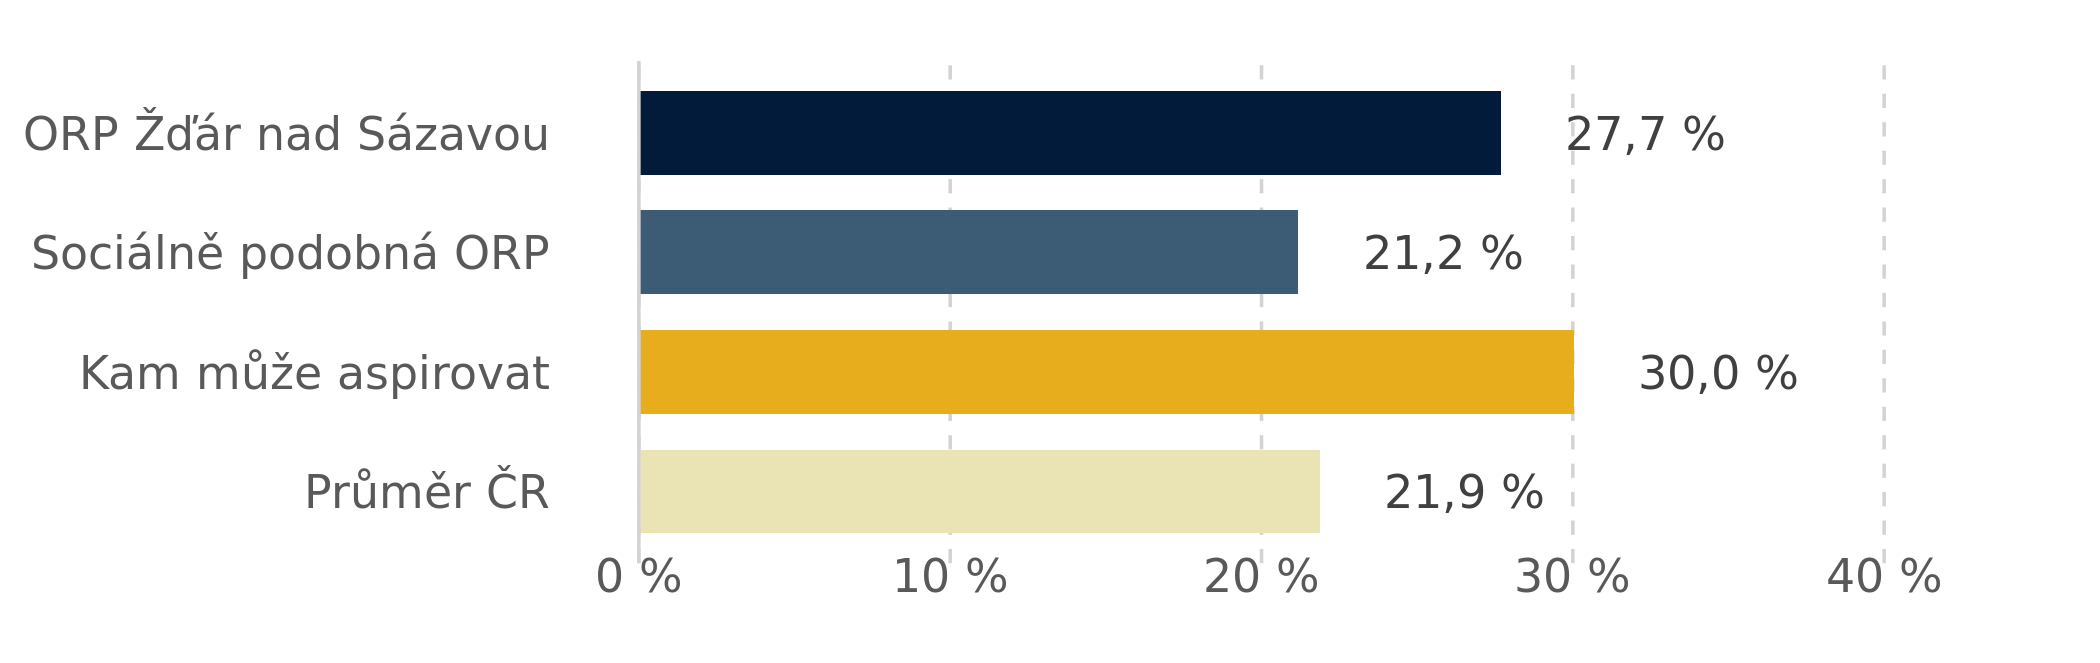 ORP Žďár nad Sázavou 27,7 %
Sociálně podobná ORP 21,2 %
Kam může aspirovat 30,0 %
Průměr ČR 21,9 %
0 % 10 % 20 % 30 % 40 %